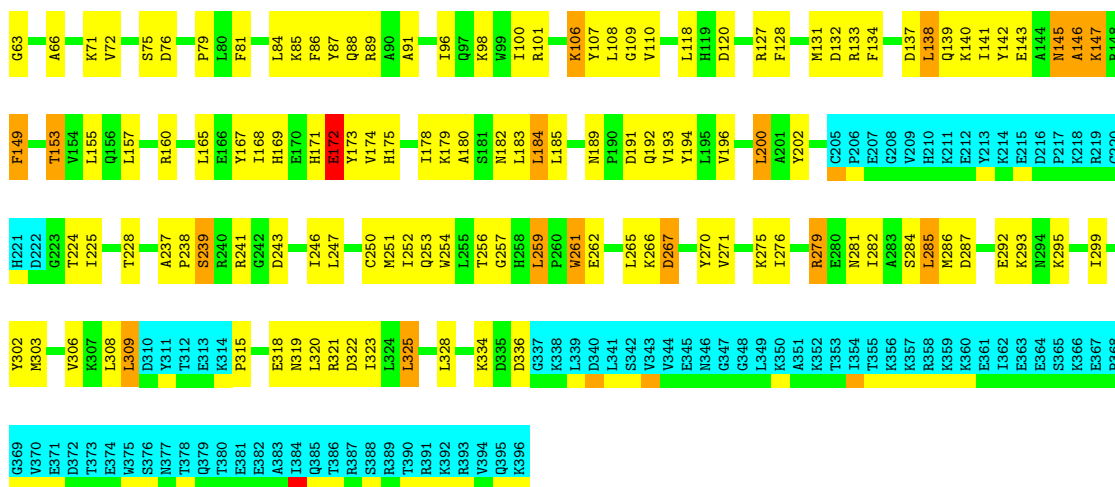 G63 A66 K71 V72 S75 D76 P79 L80 F81 L84 K85 F86 Y87 Q88 R89 A90 A91 I96 Q97 K98 W99 I100 R101 K106 Y107 L108 G109 V110 L118 H119 D120 R127 F128 M131 D132 R133 F134 D137 L138 Q139 K140 I141 Y142 E143 A144 N145 A146 K147 R148
F149 T153 V154 L155 Q156 L157 R160 L165 E166 Y167 I168 H169 E170 H171 E172 Y173 V174 H175 I178 K179 A180 S181 N182 L183 L184 L185 N189 P190 D191 Q192 V193 Y194 L195 V196 L200 A201 Y202 C205 P206 E207 G208 V209 H210 K211 E212 Y213 K214 E215 D216 P217 K218 R219 C220
H221 D222 G223 T224 I225 T228 A237 P238 S239 R240 R241 G242 D243 I246 L247 C250 M251 I252 Q253 W254 L255 T256 G257 H258 L259 P260 W261 E262 L265 K266 D267 Y270 V271 K275 I276 R279 E280 N281 I282 A283 S284 L285 M286 D287 E292 K293 N294 K295 I299
Y302 M303 V306 K307 L308 L309 D310 Y311 T312 E313 K314 P315 E318 N319 L320 R321 D322 I323 L324 L325 L328 K334 D335 D336 G337 K338 L339 D340 L341 S342 V343 V344 E345 N346 G347 G348 L349 K350 A351 K352 T353 I354 T355 K356 K357 R358 K359 K360 E361 I362 E363 E364 S365 K366 E367 R368
G369 V370 E371 D372 T373 E374 W375 S376 N377 T378 Q379 T380 E381 E382 A383 I384 Q385 T386 R387 S388 R389 T390 R391 K392 R393 V394 Q395 K396